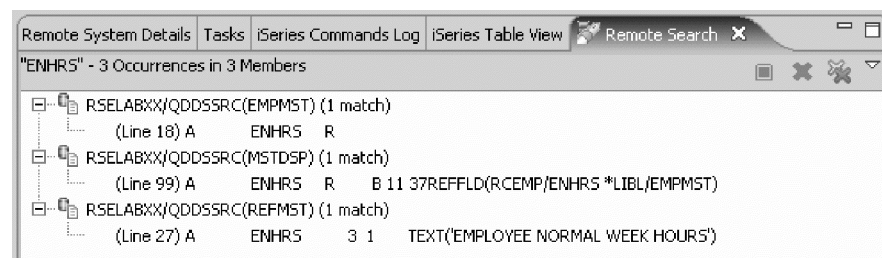 Remote System Details Tasks iSeries Commands Log iSeries Table View Remote Search
"ENHRS" - 3 Occurrences in 3 Members
RSELABXX/QDDSSRC(EMPMST) (1 match)
(Line 18) A ENHRS R
RSELABXX/QDDSSRC(MSTDSP) (1 match)
(Line 99) A ENHRS R B 11 37REFFLD(RCEMP/ENHRS *LIBL/EMPMST)
RSELABXX/QDDSSRC(REFMST) (1 match)
(Line 27) A ENHRS 3 1 TEXT('EMPLOYEE NORMAL WEEK HOURS')